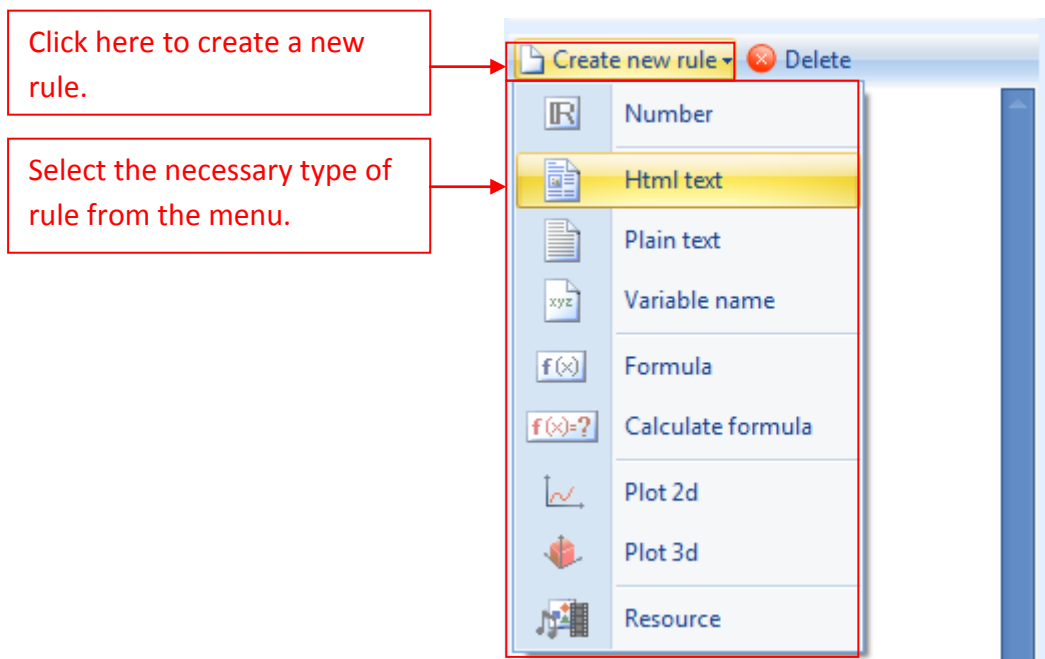 Click here to create a new
rule.
Create new rule
Delete
Select the necessary type of
rule from the menu.
R
Number
Html text
Plain text
xyz
Variable name
f(x)
Formula
f(x)=?
Calculate formula
Plot 2d
Plot 3d
Resource